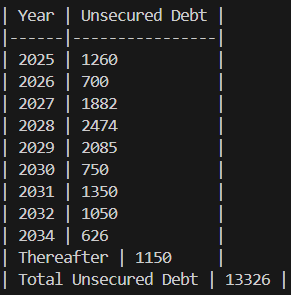 | Year | Unsecured Debt |
|------|----------------|
| 2025 | 1260           |
| 2026 | 700            |
| 2027 | 1882           |
| 2028 | 2474           |
| 2029 | 2085           |
| 2030 | 750            |
| 2031 | 1350           |
| 2032 | 1050           |
| 2034 | 626            |
| Thereafter | 1150     |
| Total Unsecured Debt | 13326 |